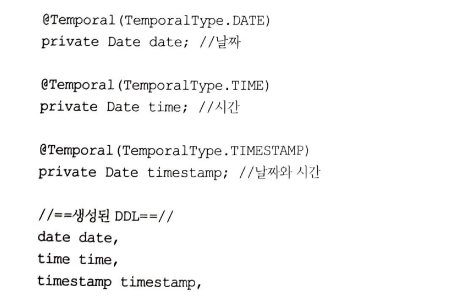 @Temporal(TemporalType.DATE)
private Date date; //날짜
@Temporal(TemporalType.TIME)
private Date time; //시간
@Temporal(TemporalType.TIMESTAMP)
private Date timestamp; //날짜와 시간
//==생성된 DDL==//
date date,
time time,
timestamp timestamp,